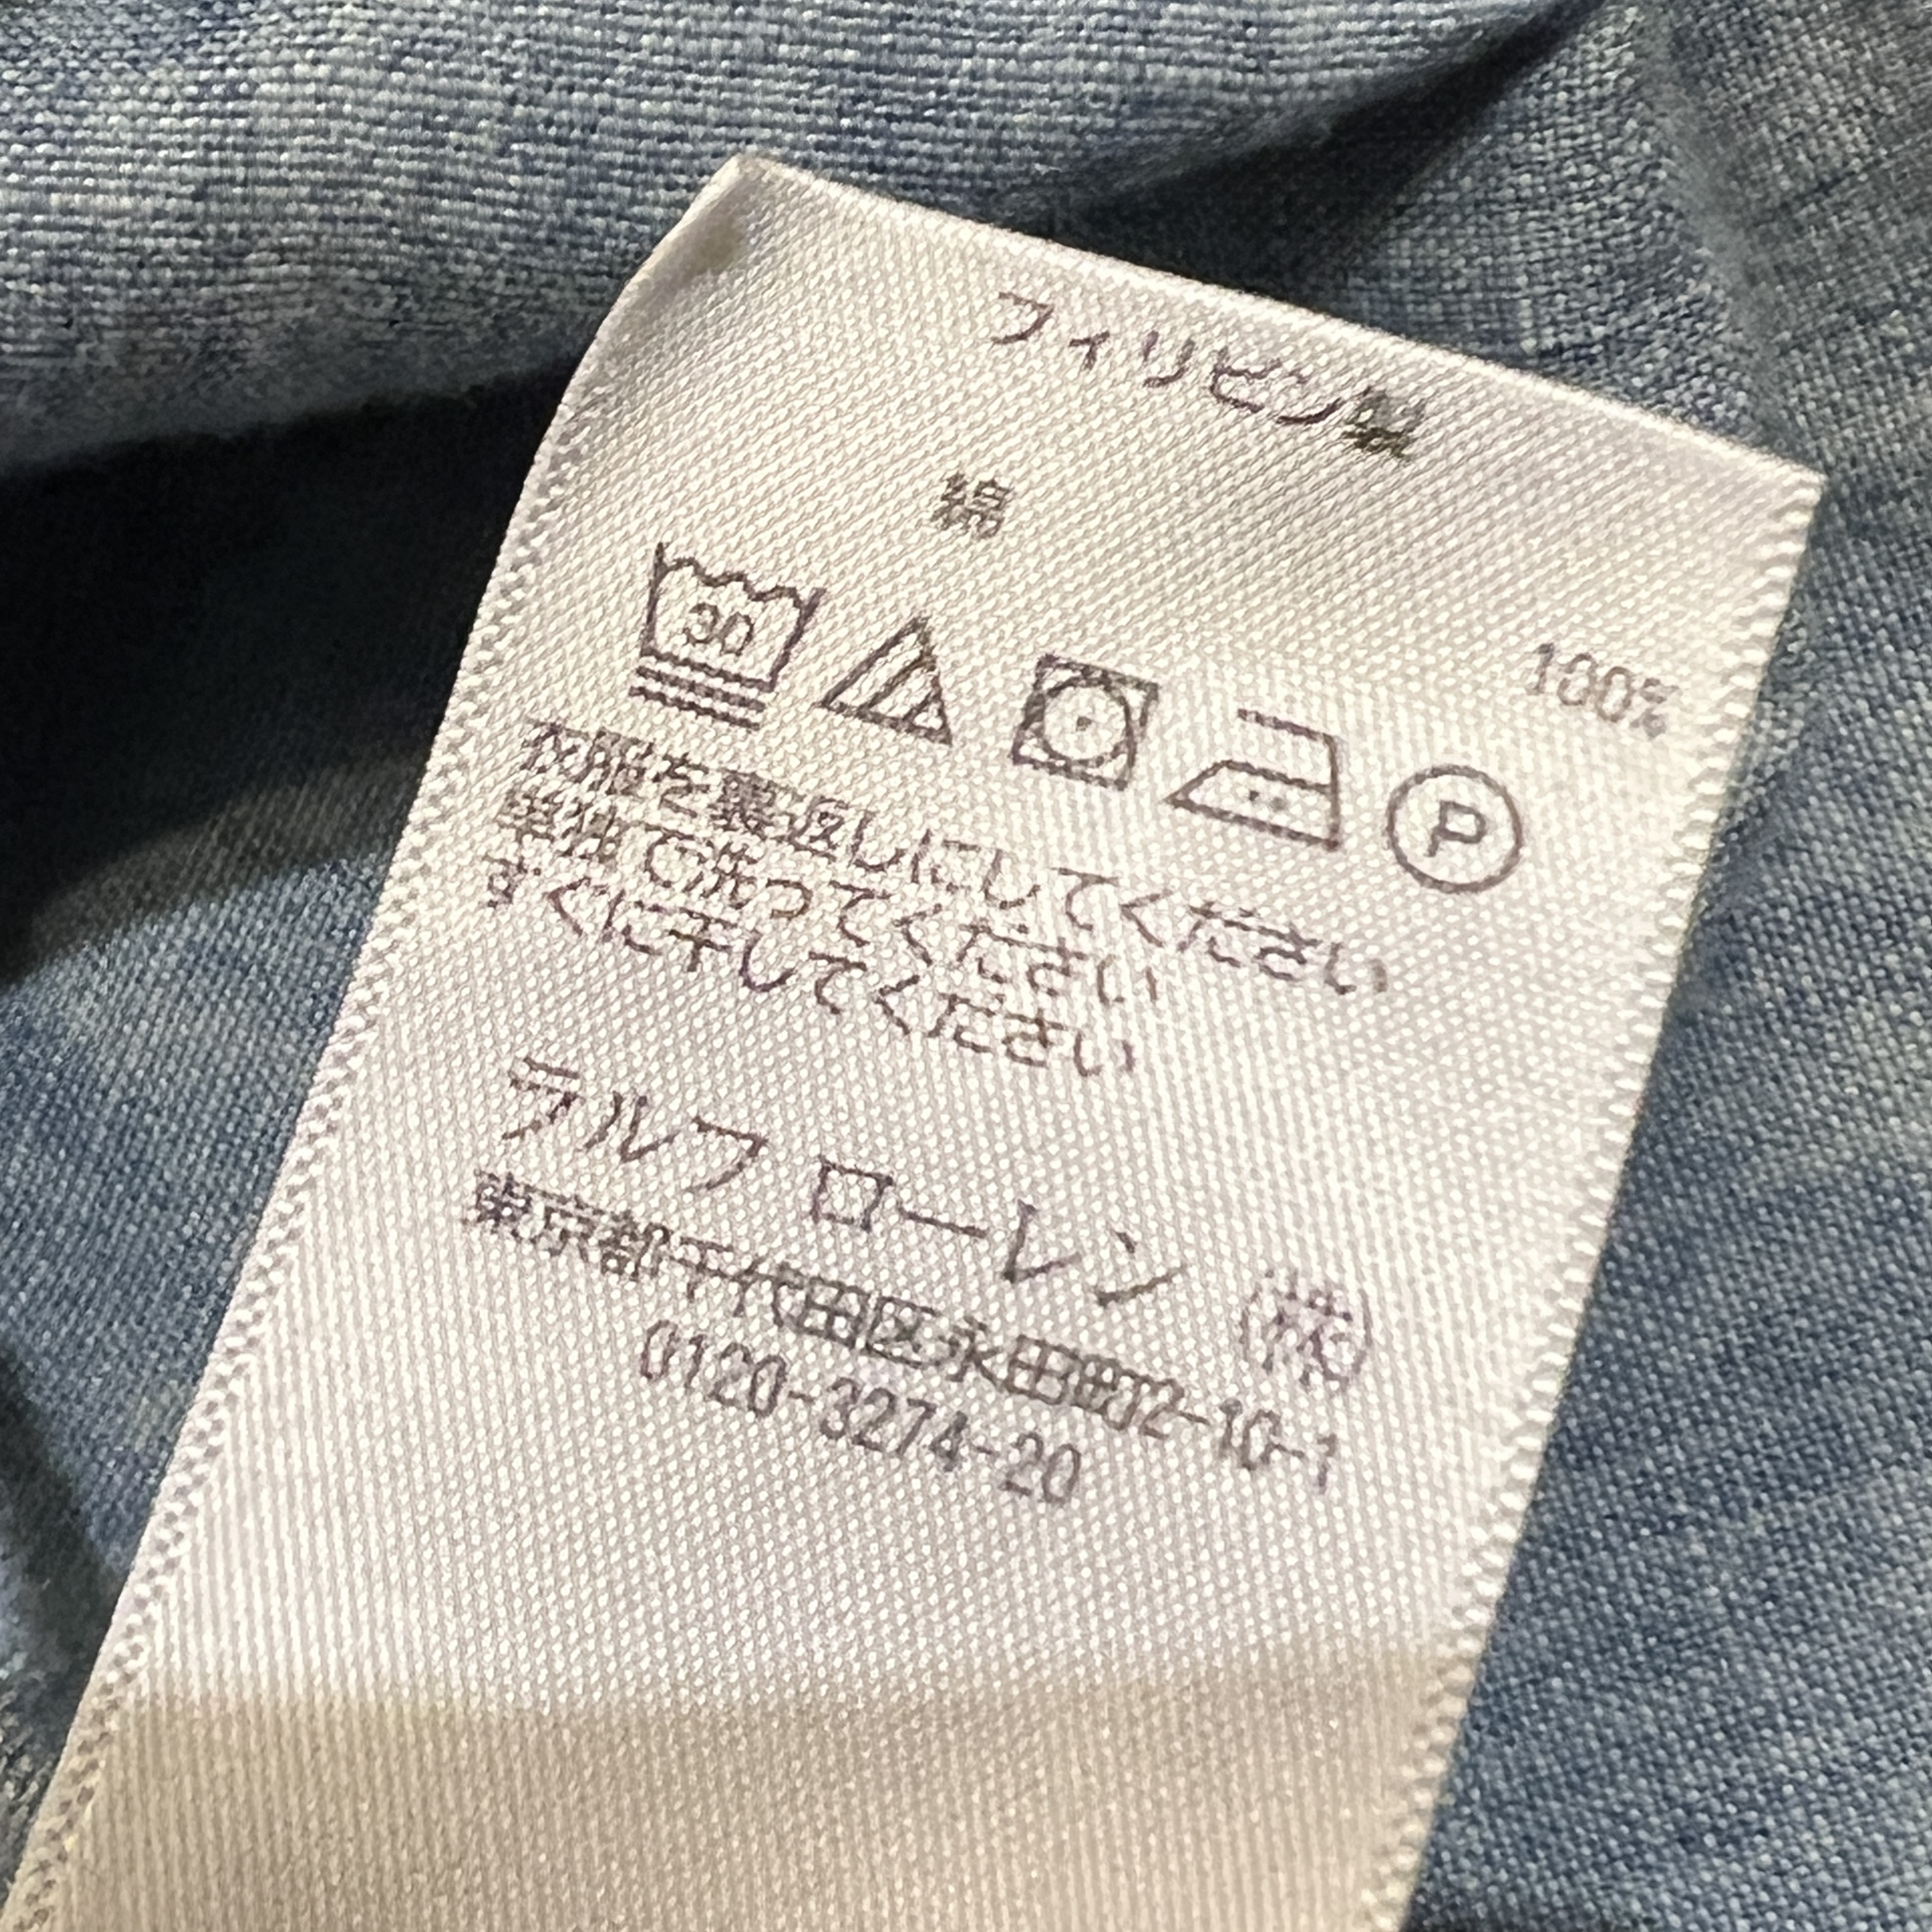 フィリピン製
綿 100%
30
P
衣服を裏返しにしてください
単独で洗ってください
すぐに干してください
ラルフ ローレン (株)
東京都千代田区永田町2-10-1
0120-3274-20